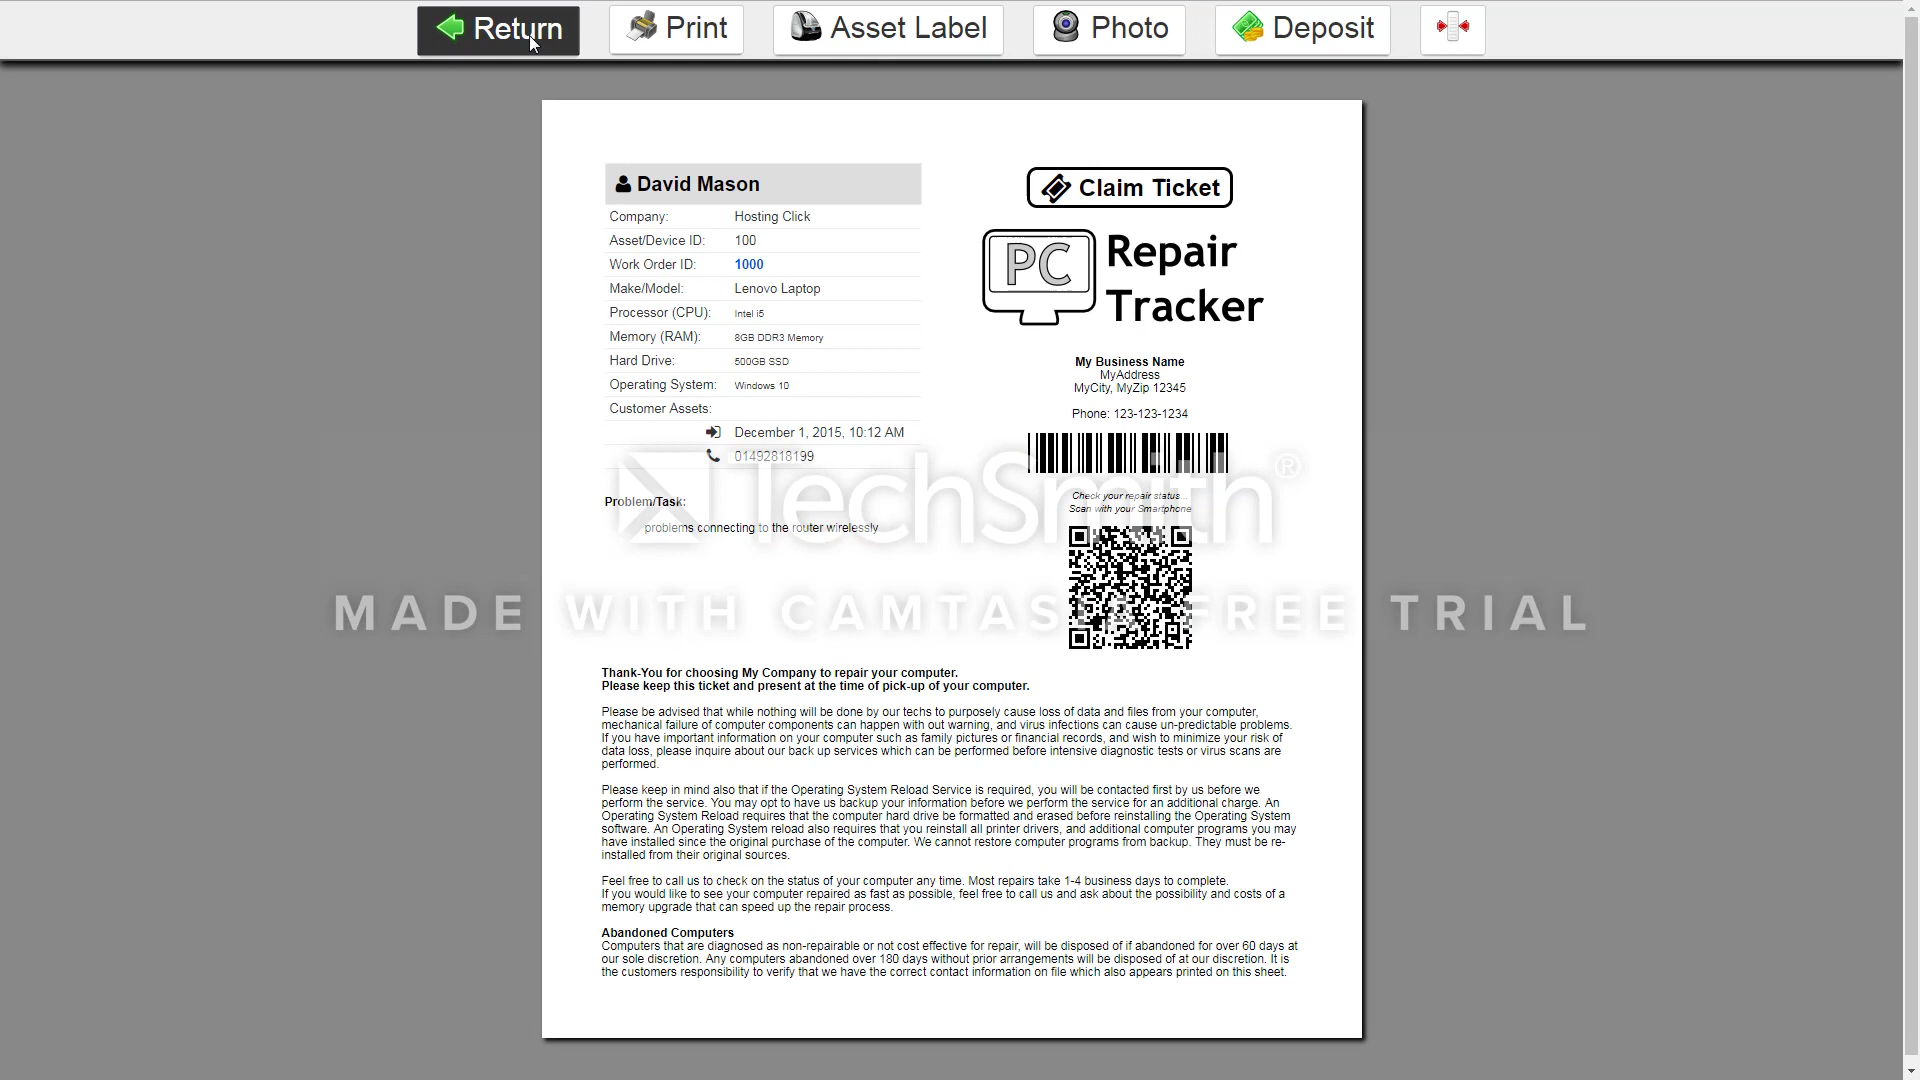 Return
Print
Asset Label
Photo
Deposit
David Mason
Company: Hosting Click
Asset/Device ID: 100
Work Order ID: 1000
Make/Model: Lenovo Laptop
Processor (CPU): Intel i5
Memory (RAM): 8GB DDR3 Memory
Hard Drive: 500GB SSD
Operating System: Windows 10
Customer Assets:
December 1, 2015, 10:12 AM
01492818199
Problem/Task:
problems connecting to the router wirelessly
Claim Ticket
PC
Repair
Tracker
My Business Name
MyAddress
MyCity, MyZip 12345
Phone: 123-123-1234
Check your repair status...
Scan with your Smartphone
TechSmith®
MADE WITH CAMTASIA FREE TRIAL
Thank-You for choosing My Company to repair your computer.
Please keep this ticket and present at the time of pick-up of your computer.
Please be advised that while nothing will be done by our techs to purposely cause loss of data and files from your computer,
mechanical failure of computer components can happen with out warning, and virus infections can cause un-predictable problems.
If you have important information on your computer such as family pictures or financial records, and wish to minimize your risk of
data loss, please inquire about our back up services which can be performed before intensive diagnostic tests or virus scans are
performed.
Please keep in mind also that if the Operating System Reload Service is required, you will be contacted first by us before we
perform the service. You may opt to have us backup your information before we perform the service for an additional charge. An
Operating System Reload requires that the computer hard drive be formatted and erased before reinstalling the Operating System
software. An Operating System reload also requires that you reinstall all printer drivers, and additional computer programs you may
have installed since the original purchase of the computer. We cannot restore computer programs from backup. They must be re-
installed from their original sources.
Feel free to call us to check on the status of your computer any time. Most repairs take 1-4 business days to complete.
If you would like to see your computer repaired as fast as possible, feel free to call us and ask about the possibility and costs of a
memory upgrade that can speed up the repair process.
Abandoned Computers
Computers that are diagnosed as non-repairable or not cost effective for repair, will be disposed of if abandoned for over 60 days at
our sole discretion. Any computers abandoned over 180 days without prior arrangements will be disposed of at our discretion. It is
the customers responsibility to verify that we have the correct contact information on file which also appears printed on this sheet.